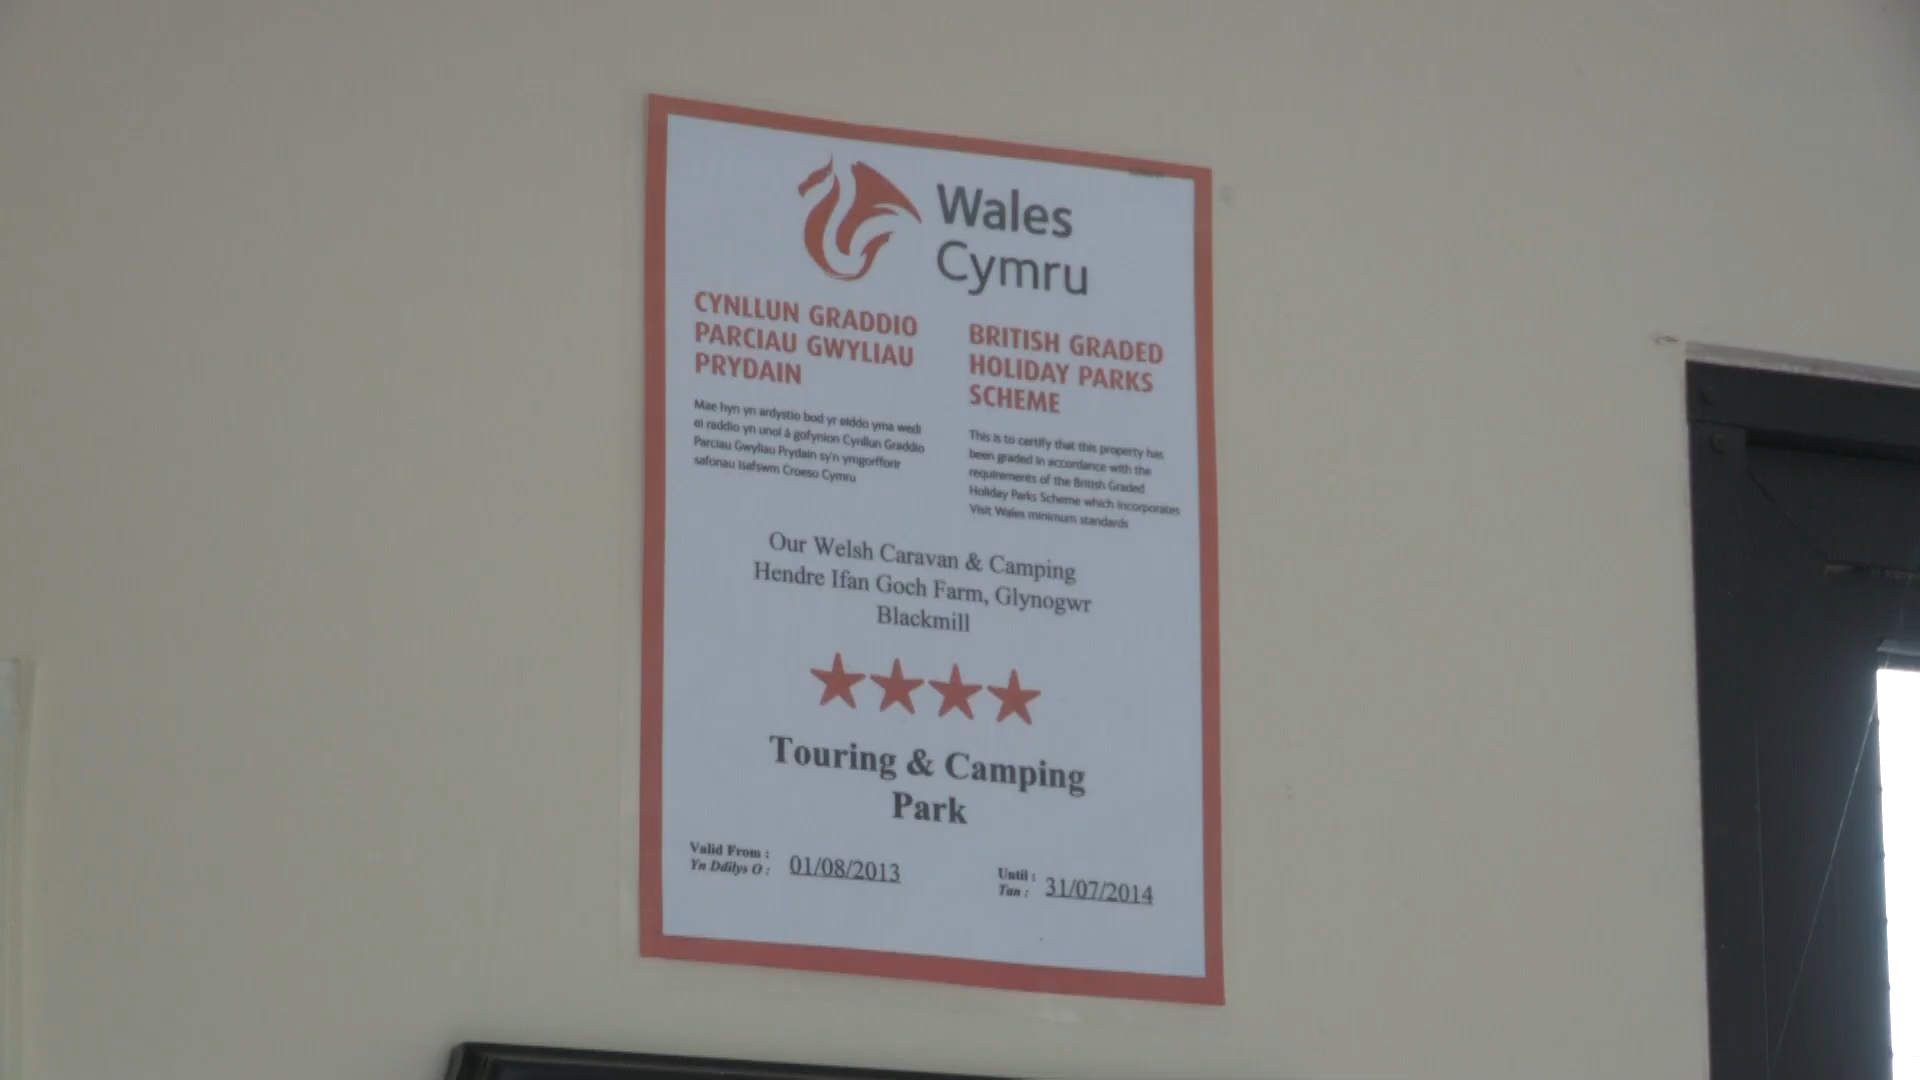 Wales
Cymru
CYNLLUN GRADDIO
PARCIAU GWYLIAU
PRYDAIN
Mae hyn yn ardystio bod yr eiddo yma wedi
ei raddio yn unol â gofynion Cynllun Graddio
Parciau Gwyliau Prydain sy'n ymgorfforir
safonau isafswm Croeso Cymru
BRITISH GRADED
HOLIDAY PARKS
SCHEME
This is to certify that this property has
been graded in accordance with the
requirements of the British Graded
Holiday Parks Scheme which incorporates
Visit Wales minimum standards
Our Welsh Caravan & Camping
Hendre Ifan Goch Farm, Glynogwr
Blackmill
Touring & Camping
Park
Valid From :
Yn Ddilys O : 01/08/2013
Until :
Tan : 31/07/2014